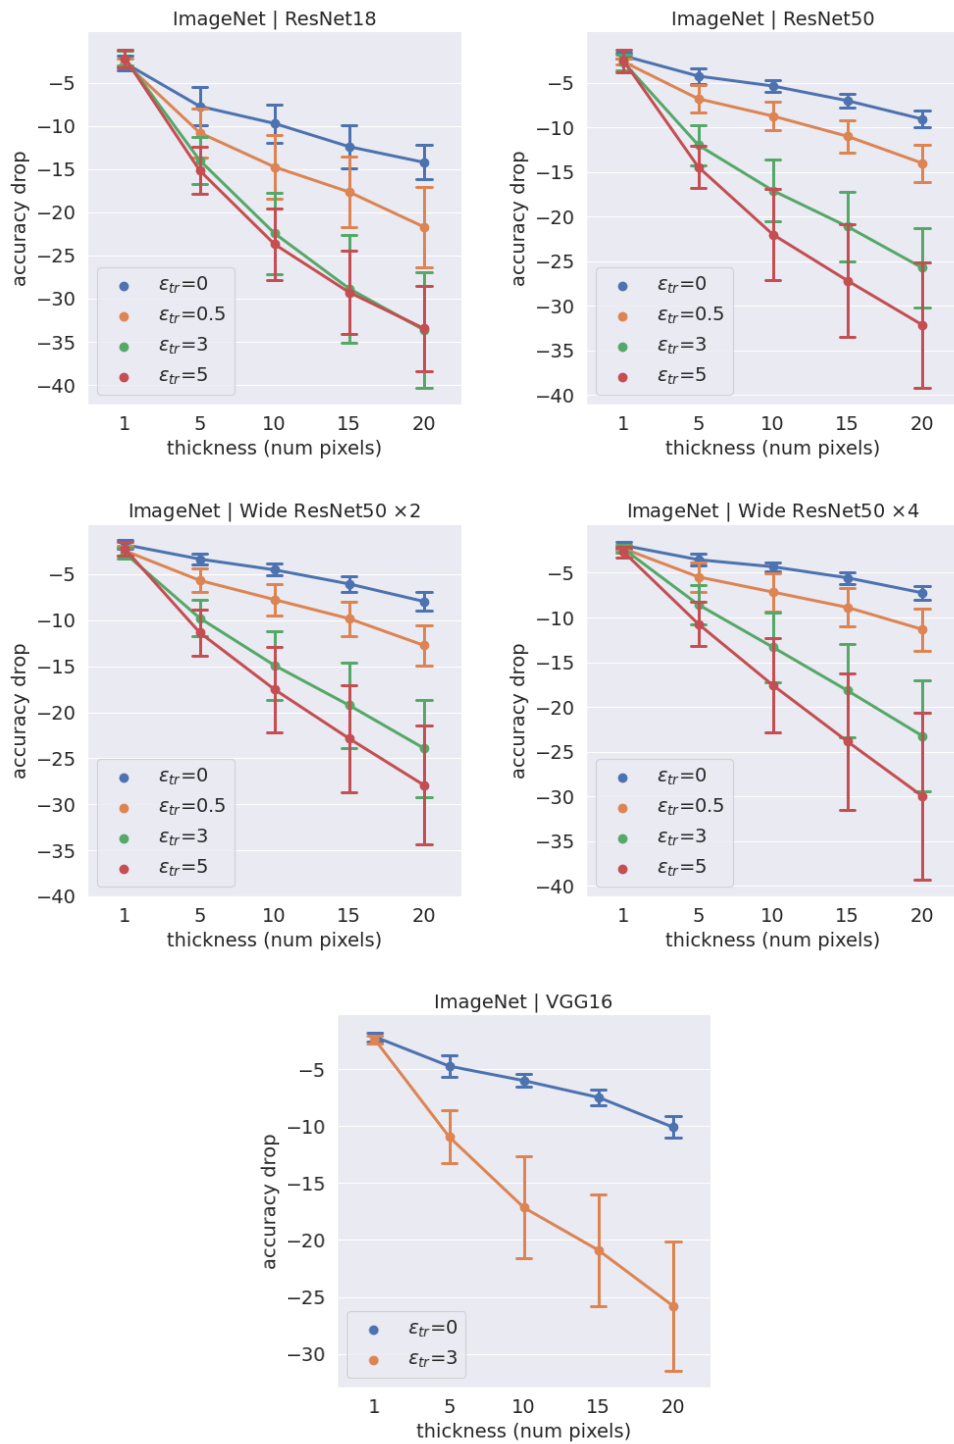 ImageNet | ResNet18
accuracy drop
−5
−10
−15
−20
−25
−30
−35
−40
εtr=0
εtr=0.5
εtr=3
εtr=5
1 5 10 15 20
thickness (num pixels)
ImageNet | ResNet50
accuracy drop
−5
−10
−15
−20
−25
−30
−35
−40
εtr=0
εtr=0.5
εtr=3
εtr=5
1 5 10 15 20
thickness (num pixels)
ImageNet | Wide ResNet50 ×2
accuracy drop
−5
−10
−15
−20
−25
−30
−35
−40
εtr=0
εtr=0.5
εtr=3
εtr=5
1 5 10 15 20
thickness (num pixels)
ImageNet | Wide ResNet50 ×4
accuracy drop
−5
−10
−15
−20
−25
−30
−35
−40
εtr=0
εtr=0.5
εtr=3
εtr=5
1 5 10 15 20
thickness (num pixels)
ImageNet | VGG16
accuracy drop
−5
−10
−15
−20
−25
−30
εtr=0
εtr=3
1 5 10 15 20
thickness (num pixels)